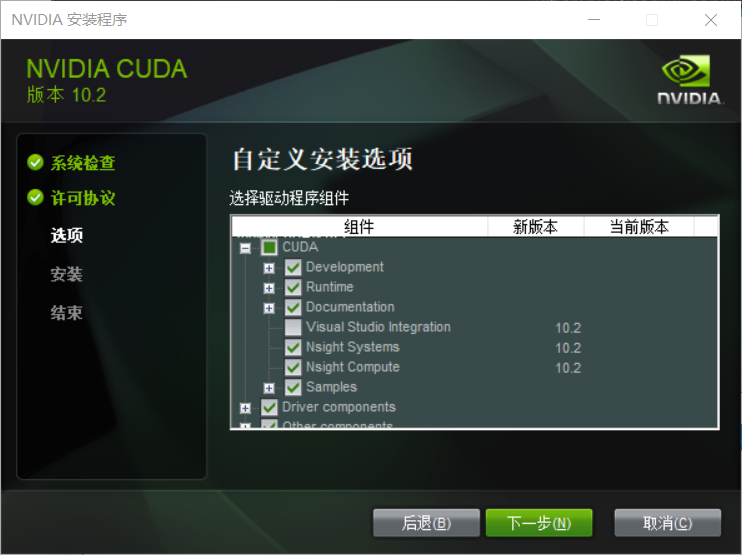 NVIDIA 安装程序
NVIDIA CUDA
版本 10.2
NVIDIA.
系统检查
许可协议
选项
安装
结束
自定义安装选项
选择驱动程序组件
组件 新版本 当前版本
CUDA
Development
Runtime
Documentation
Visual Studio Integration 10.2
Nsight Systems 10.2
Nsight Compute 10.2
Samples
Driver components
Other components
后退(B) 下一步(N) 取消(C)